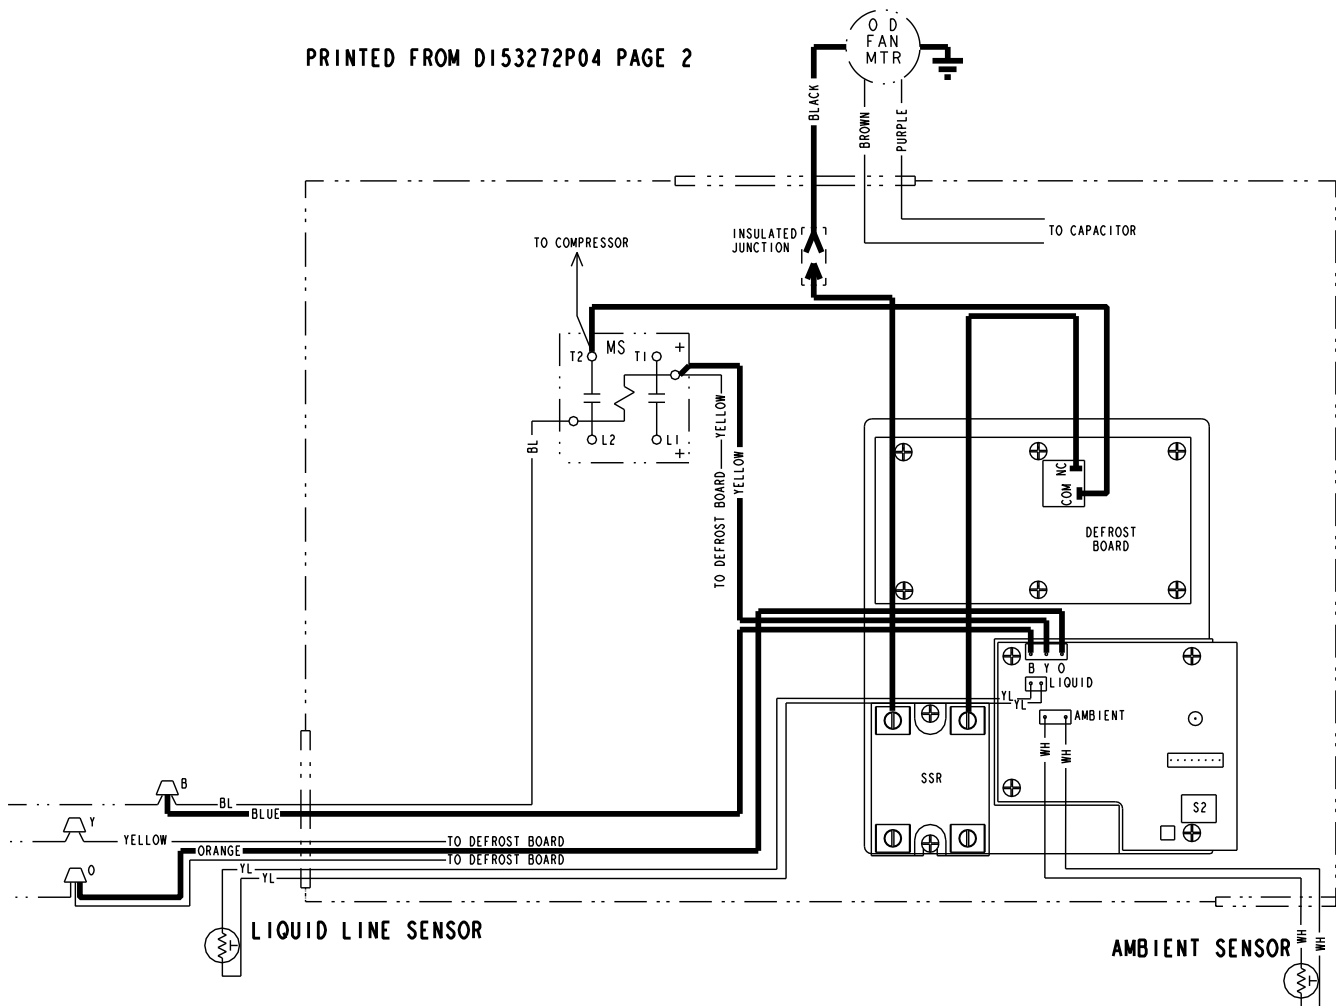 PRINTED FROM D153272P04 PAGE 2
O D
FAN
MTR
BLACK
BROWN
PURPLE
INSULATED
JUNCTION
TO CAPACITOR
TO COMPRESSOR
MS
T2
T1
+
L2
L1
+
BL
YELLOW
TO DEFROST BOARD
YELLOW
NC
COM
DEFROST
BOARD
B Y O
LIQUID
YL
YL
AMBIENT
WH
WH
SSR
S2
B
BL
BLUE
Y
YELLOW
TO DEFROST BOARD
ORANGE
TO DEFROST BOARD
O
YL
YL
LIQUID LINE SENSOR
T
AMBIENT SENSOR
WH
WH
T